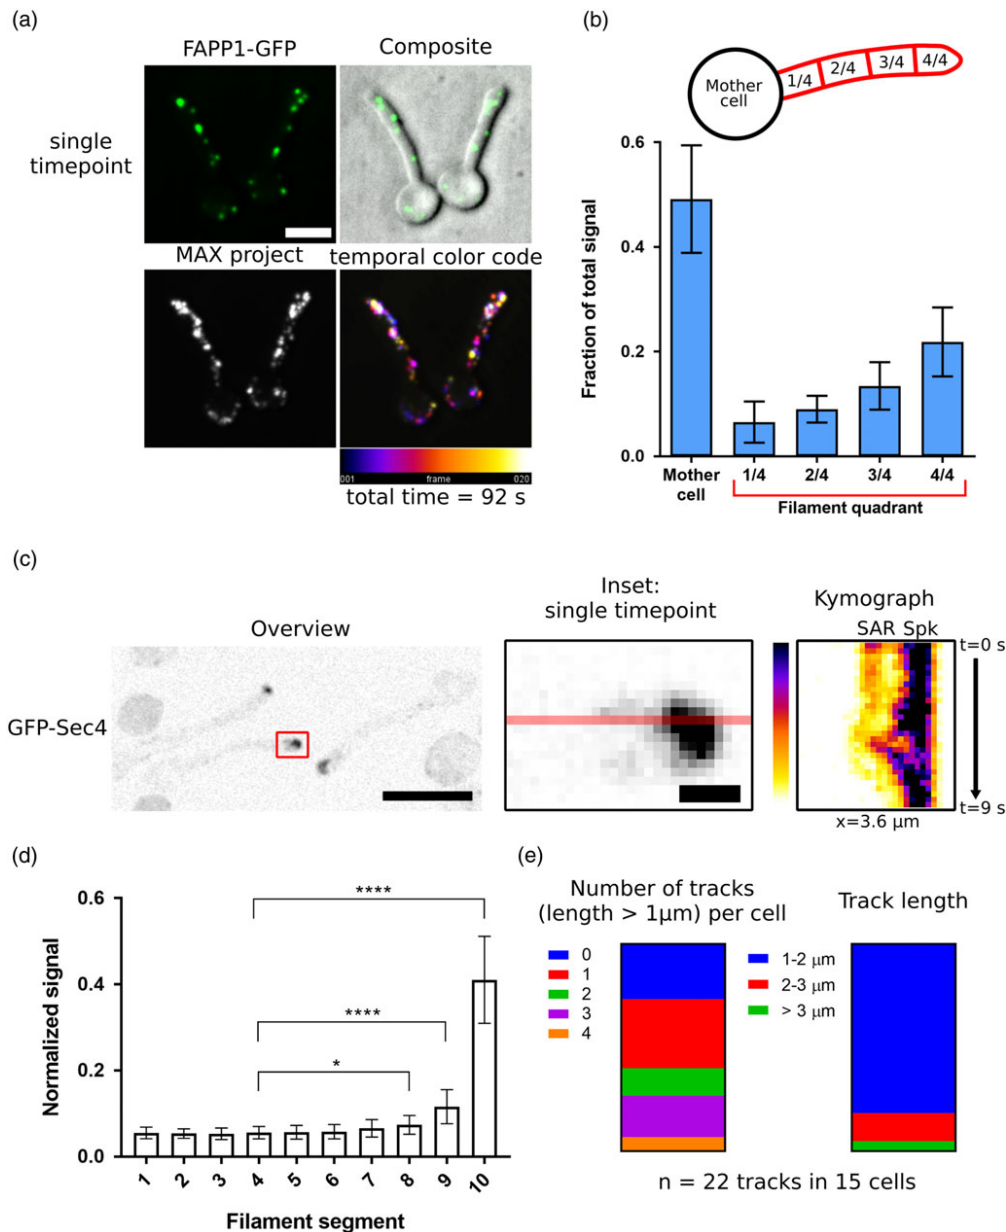 (a)
FAPP1-GFP
Composite
single
timepoint
MAX project
temporal color code
001
frame
020
total time = 92 s
(b)
Mother
cell
1/4
2/4
3/4
4/4
Fraction of total signal
0.6
0.4
0.2
0.0
Mother
cell
1/4
2/4
3/4
4/4
Filament quadrant
(c)
Overview
GFP-Sec4
Inset:
single timepoint
Kymograph
SAR Spk
t=0 s
t=9 s
x=3.6 μm
(d)
Normalized signal
0.6
0.4
0.2
0.0
****
****
*
1
2
3
4
5
6
7
8
9
10
Filament segment
(e)
Number of tracks
(length > 1μm) per cell
0
1
2
3
4
Track length
1-2 μm
2-3 μm
> 3 μm
n = 22 tracks in 15 cells